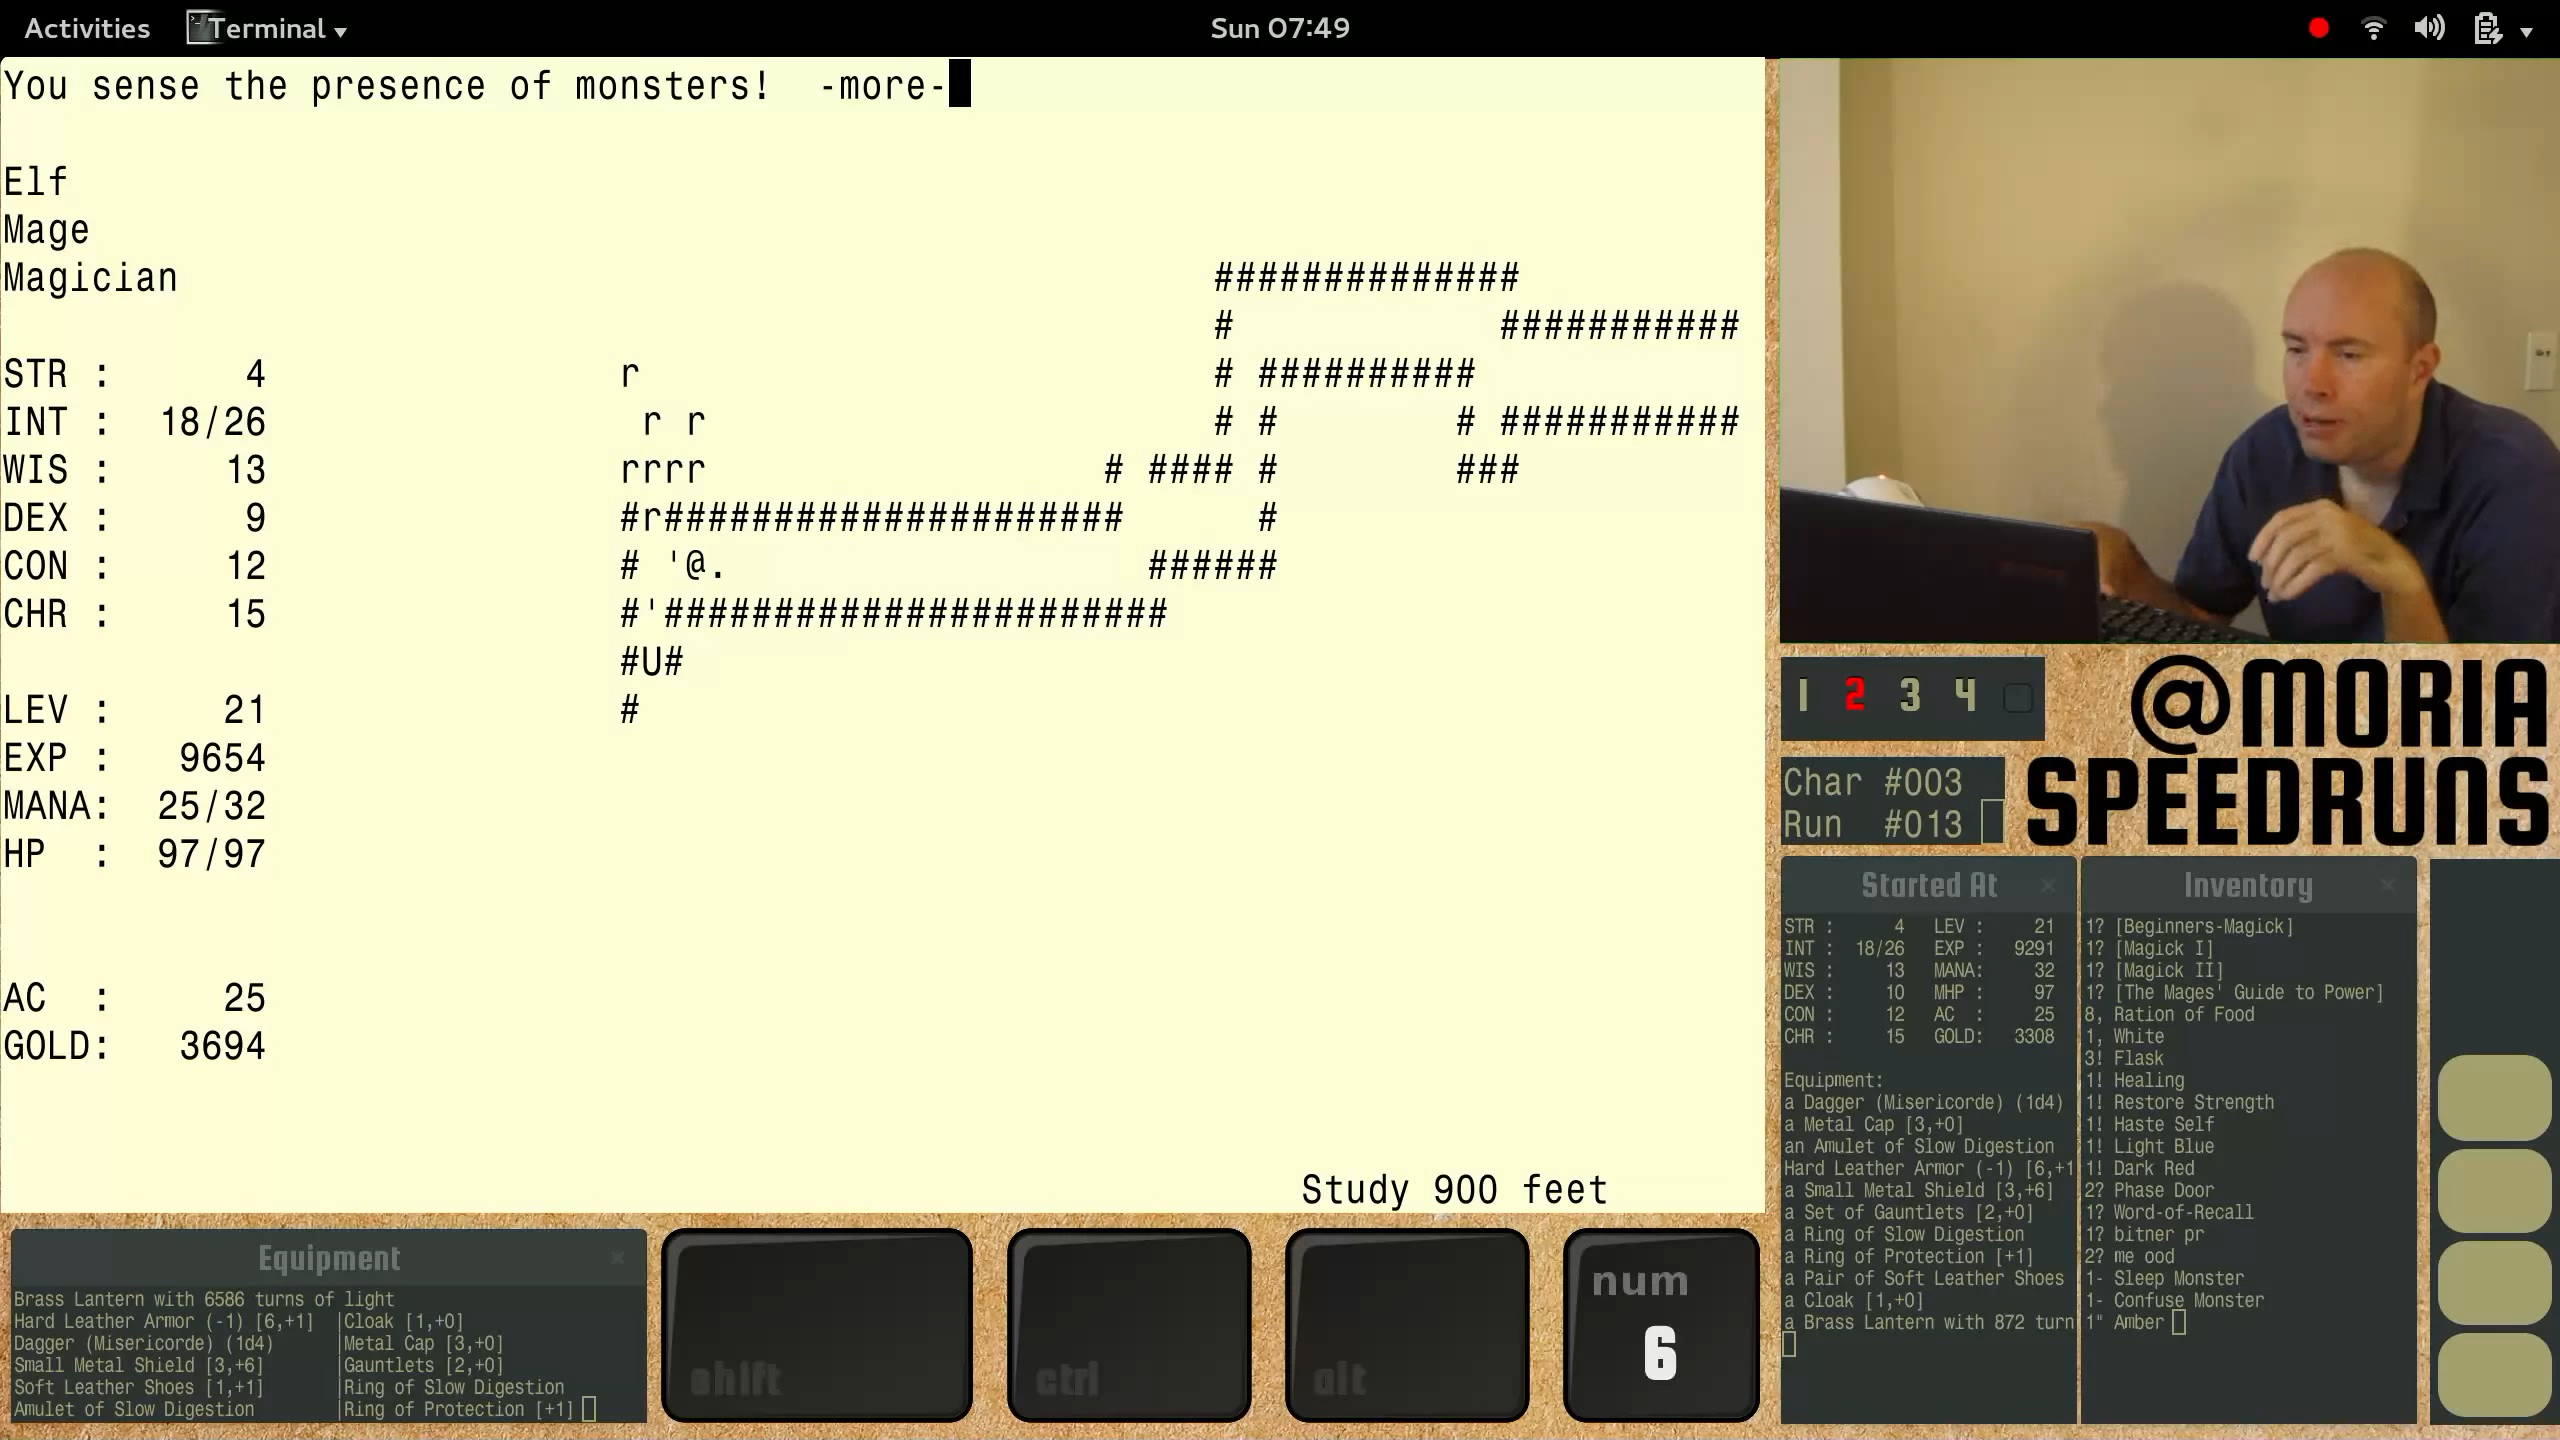 Activities Terminal Sun 07:49
You sense the presence of monsters! -more-
Elf
Mage
Magician
##############
# ###########
STR : 4 r # ##########
INT : 18/26 r r # # # ###########
WIS : 13 rrrr # #### # ###
DEX : 9 #r##################### #
CON : 12 # '@. ######
CHR : 15 #'#######################
#U#
LEV : 21 #
EXP : 9654
MANA: 25/32
HP : 97/97
AC : 25
GOLD: 3694
Study 900 feet
1 2 3 4
@MORIA
SPEEDRUNS
Char #003
Run #013
Started At
STR : 4 LEV : 21
INT : 18/26 EXP : 9291
WIS : 13 MANA: 32
DEX : 10 MHP : 97
CON : 12 AC : 25
CHR : 15 GOLD: 3308
Equipment:
a Dagger (Misericorde) (1d4)
a Metal Cap [3,+0]
an Amulet of Slow Digestion
Hard Leather Armor (-1) [6,+1
a Small Metal Shield [3,+6]
a Set of Gauntlets [2,+0]
a Ring of Slow Digestion
a Ring of Protection [+1]
a Pair of Soft Leather Shoes
a Cloak [1,+0]
a Brass Lantern with 872 turn
Inventory
1? [Beginners-Magick]
1? [Magick I]
1? [Magick II]
1? [The Mages' Guide to Power]
8, Ration of Food
1, White
3! Flask
1! Healing
1! Restore Strength
1! Haste Self
1! Light Blue
1! Dark Red
2? Phase Door
1? Word-of-Recall
1? bitner pr
2? me ood
1- Sleep Monster
1- Confuse Monster
1" Amber
Equipment
Brass Lantern with 6586 turns of light
Hard Leather Armor (-1) [6,+1] |Cloak [1,+0]
Dagger (Misericorde) (1d4) |Metal Cap [3,+0]
Small Metal Shield [3,+6] |Gauntlets [2,+0]
Soft Leather Shoes [1,+1] |Ring of Slow Digestion
Amulet of Slow Digestion |Ring of Protection [+1]
shift
ctrl
alt
num
6